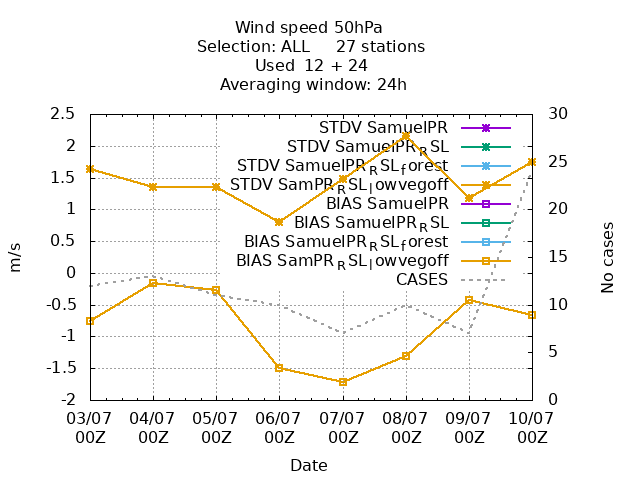 Wind speed 50hPa
Selection: ALL 27 stations
Used 12 + 24
Averaging window: 24h
2.5
2
1.5
1
0.5
0
-0.5
-1
-1.5
-2
m/s
30
25
20
15
10
5
0
No cases
STDV SamuelPR
STDV SamuelPR_RSL
STDV SamuelPR_RSL_forest
STDV SamPR_RSL_lowvegoff
BIAS SamuelPR
BIAS SamuelPR_RSL
BIAS SamuelPR_RSL_forest
BIAS SamPR_RSL_lowvegoff
CASES
03/07 04/07 05/07 06/07 07/07 08/07 09/07 10/07
00Z 00Z 00Z 00Z 00Z 00Z 00Z 00Z
Date